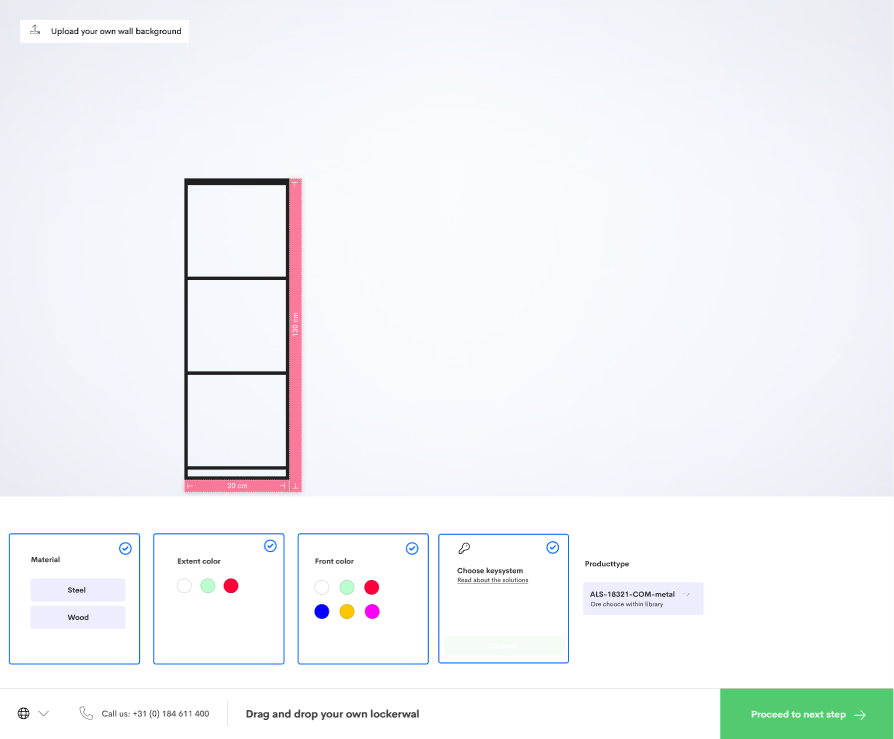 Upload your own wall background
130 cm
30 cm
Material
Steel
Wood
Extent color
Front color
Choose keysystem
Read about the solutions
Producttype
ALS-18321-COM-metal
Ore chooce within library
Call us: +31 (0) 184 611 400
Drag and drop your own lockerwal
Proceed to next step